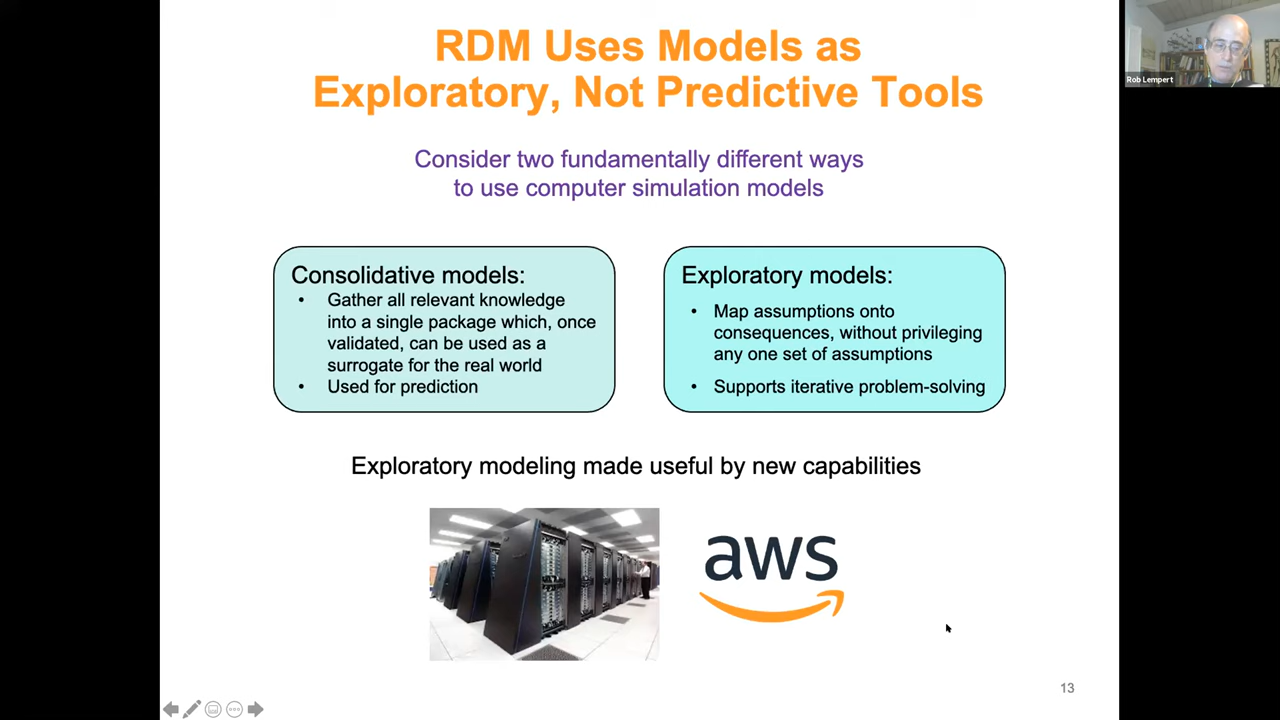 RDM Uses Models as
Exploratory, Not Predictive Tools
Rob Lempert
Consider two fundamentally different ways
to use computer simulation models
Consolidative models:
• Gather all relevant knowledge
into a single package which, once
validated, can be used as a
surrogate for the real world
• Used for prediction
Exploratory models:
• Map assumptions onto
consequences, without privileging
any one set of assumptions
• Supports iterative problem-solving
Exploratory modeling made useful by new capabilities
aws
13